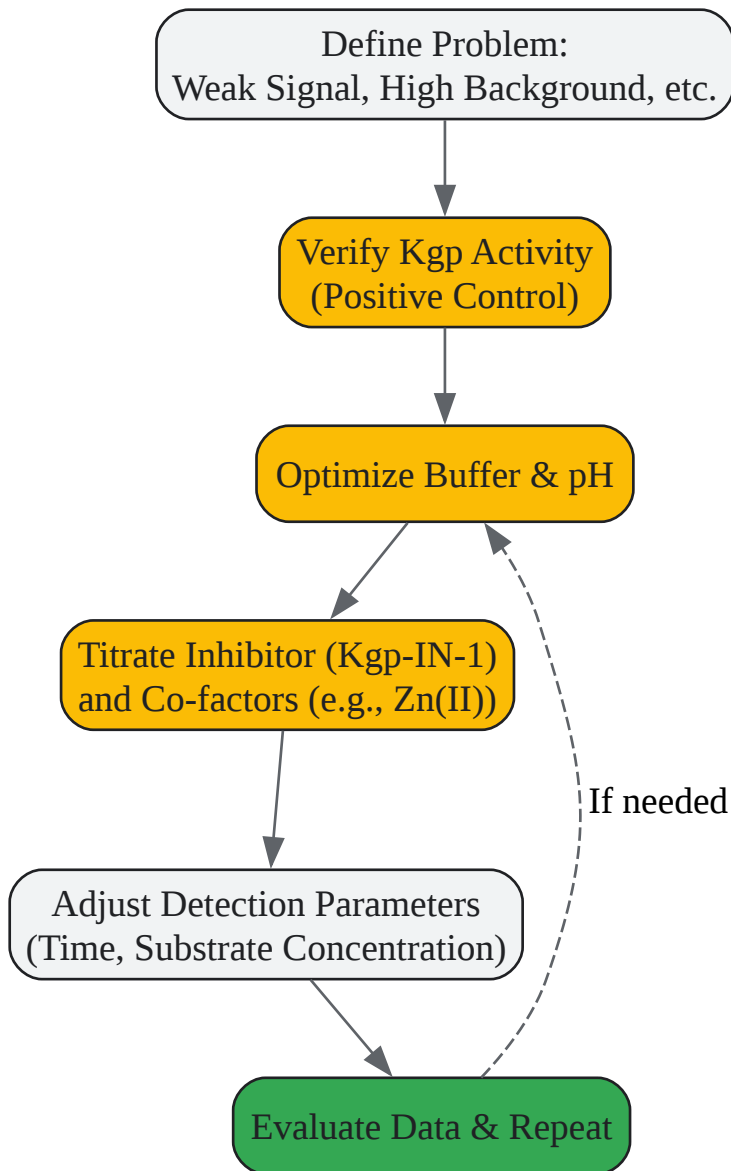 Define Problem:
Weak Signal, High Background, etc.
Verify Kgp Activity
(Positive Control)
Optimize Buffer & pH
Titrate Inhibitor (Kgp-IN-1)
and Co-factors (e.g., Zn(II))
If needed
Adjust Detection Parameters
(Time, Substrate Concentration)
Evaluate Data & Repeat